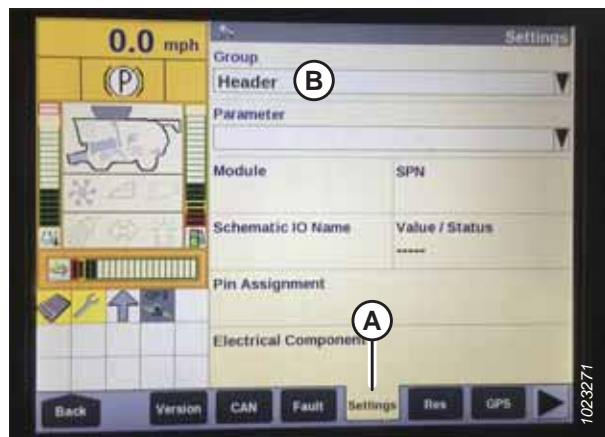 0.0 mph
(P)
Settings
Group
Header
B
Parameter
Module
SPN
Schematic IO Name
Value / Status
-----
Pin Assignment
A
Electrical Component
Back
Version
CAN
Fault
Settings
Res
GPS
1023271